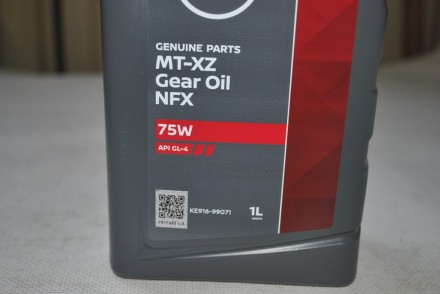 GENUINE PARTS
MT-XZ
Gear Oil
NFX
75W
API GL-4
KE916-99071
1L